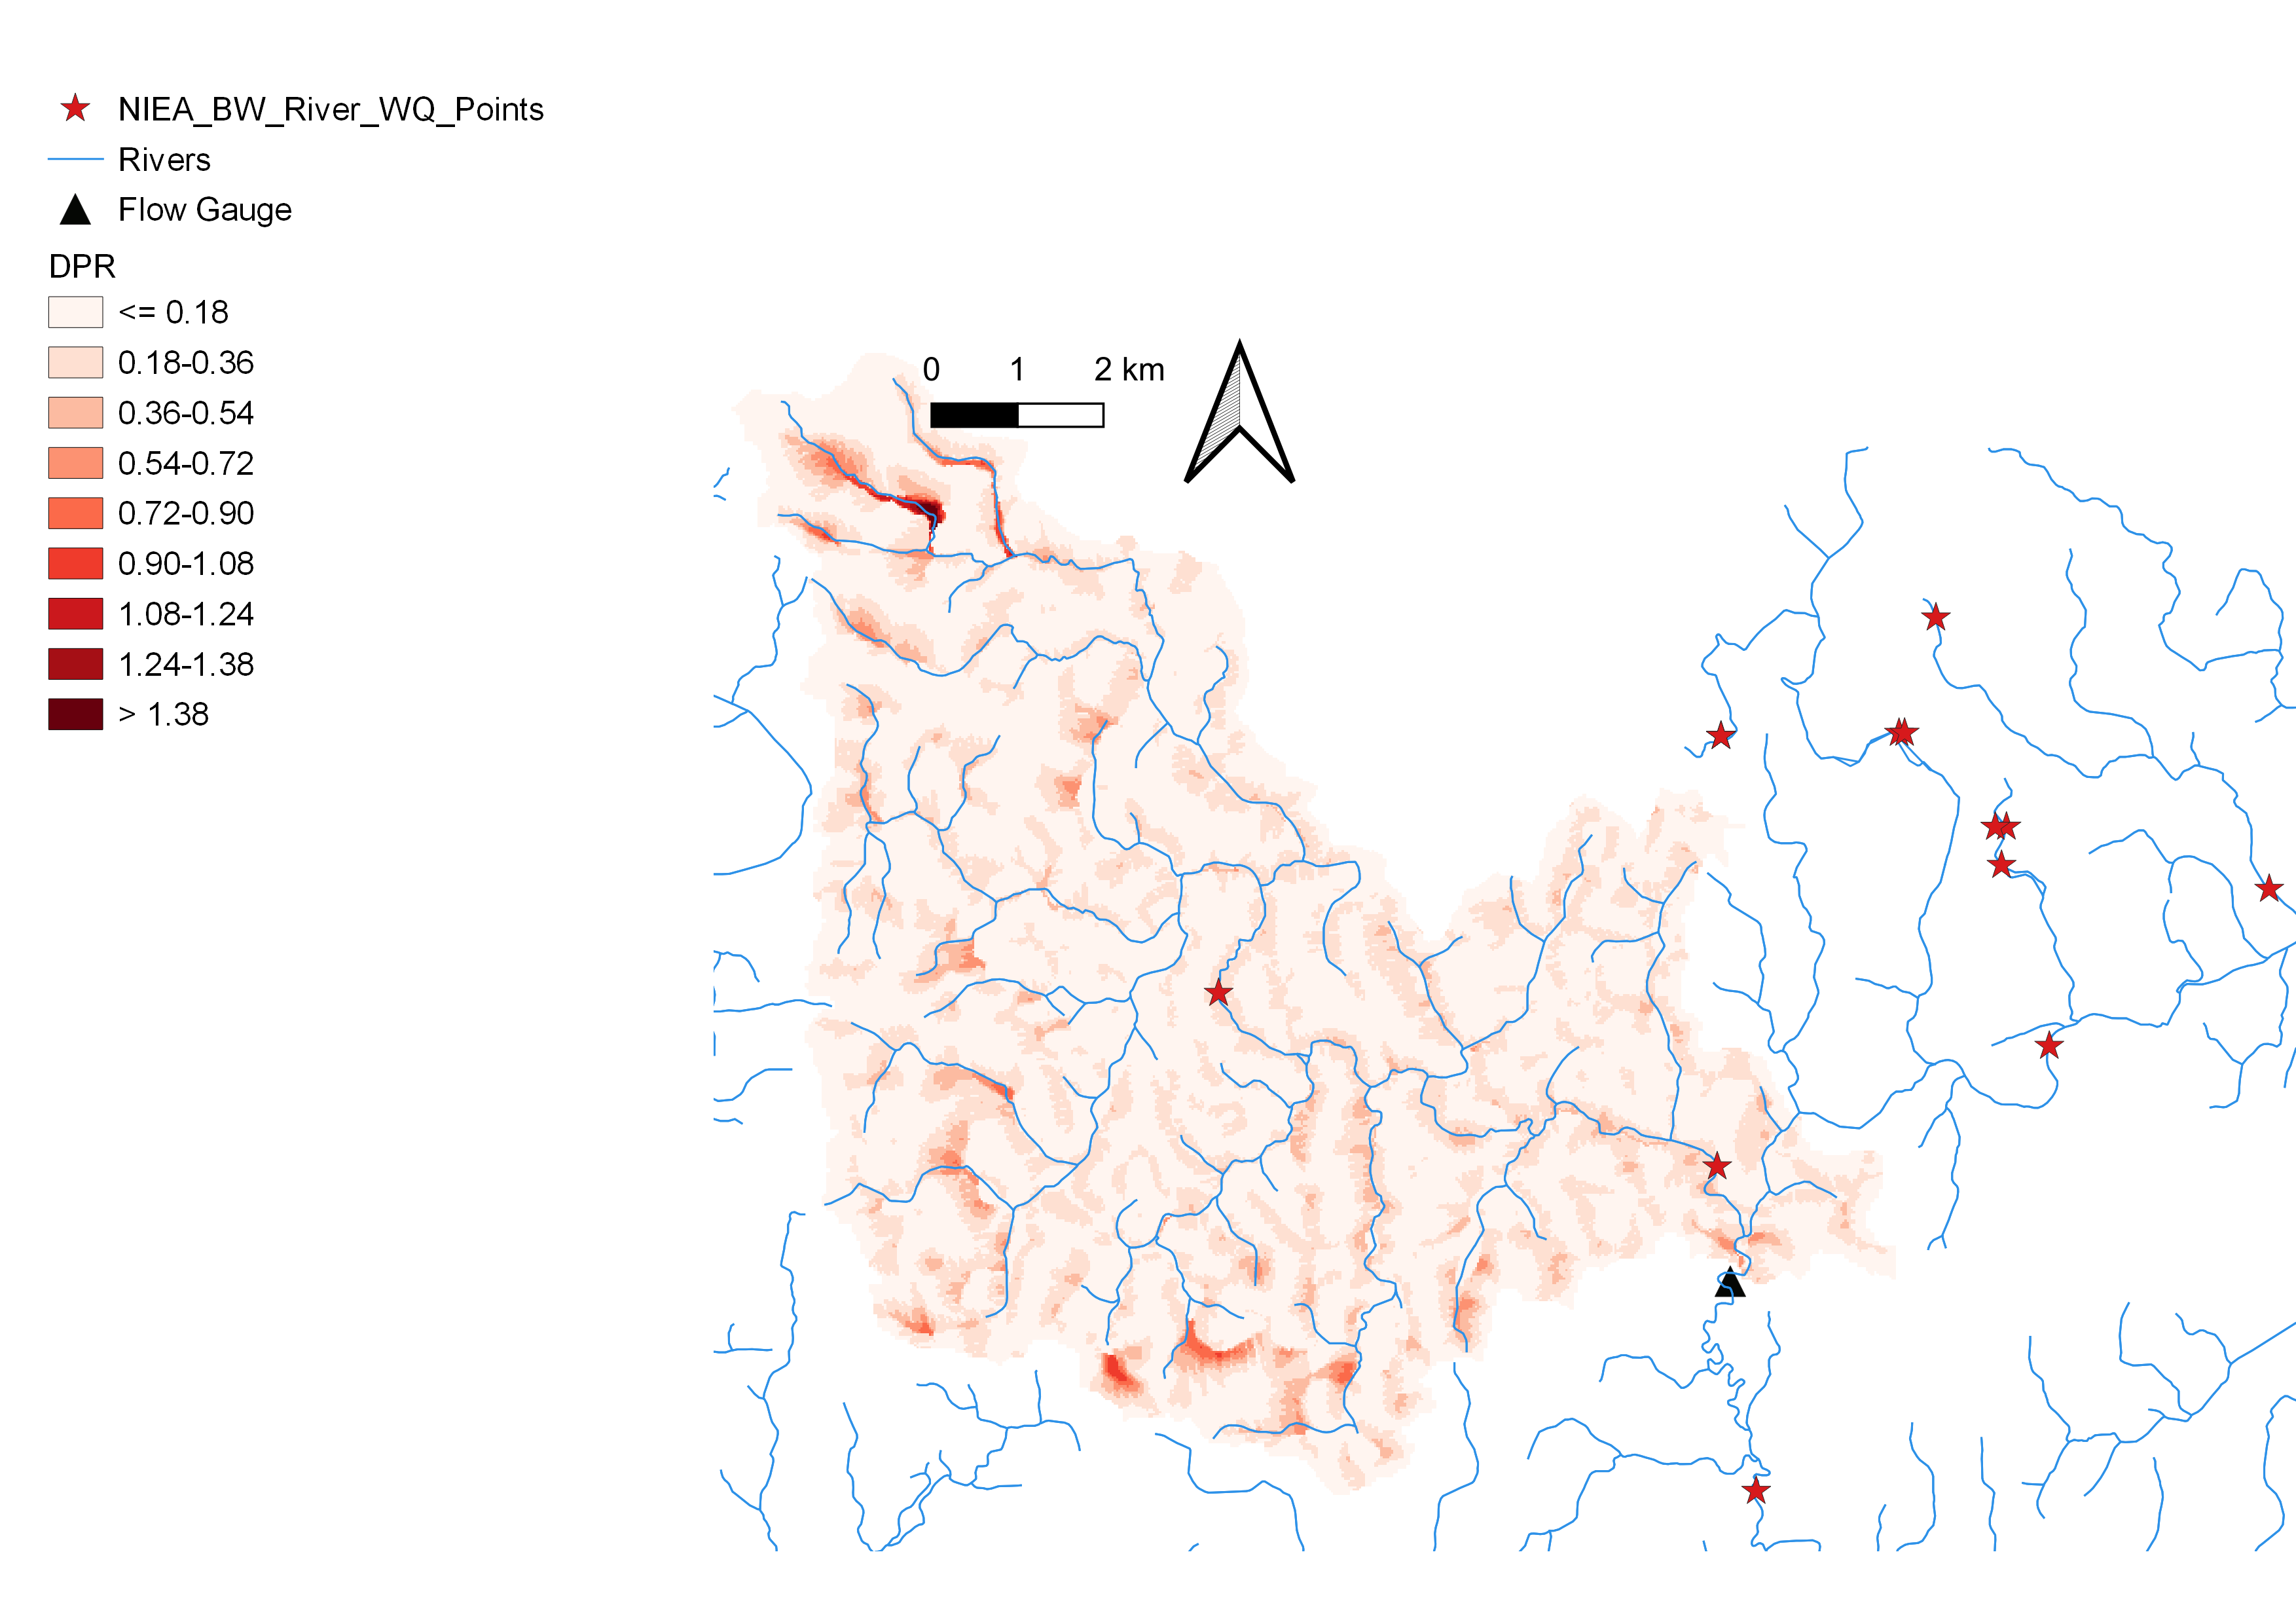 NIEA_BW_River_WQ_Points
Rivers
Flow Gauge
DPR
<= 0.18
0.18-0.36
0.36-0.54
0.54-0.72
0.72-0.90
0.90-1.08
1.08-1.24
1.24-1.38
> 1.38
0 1 2 km